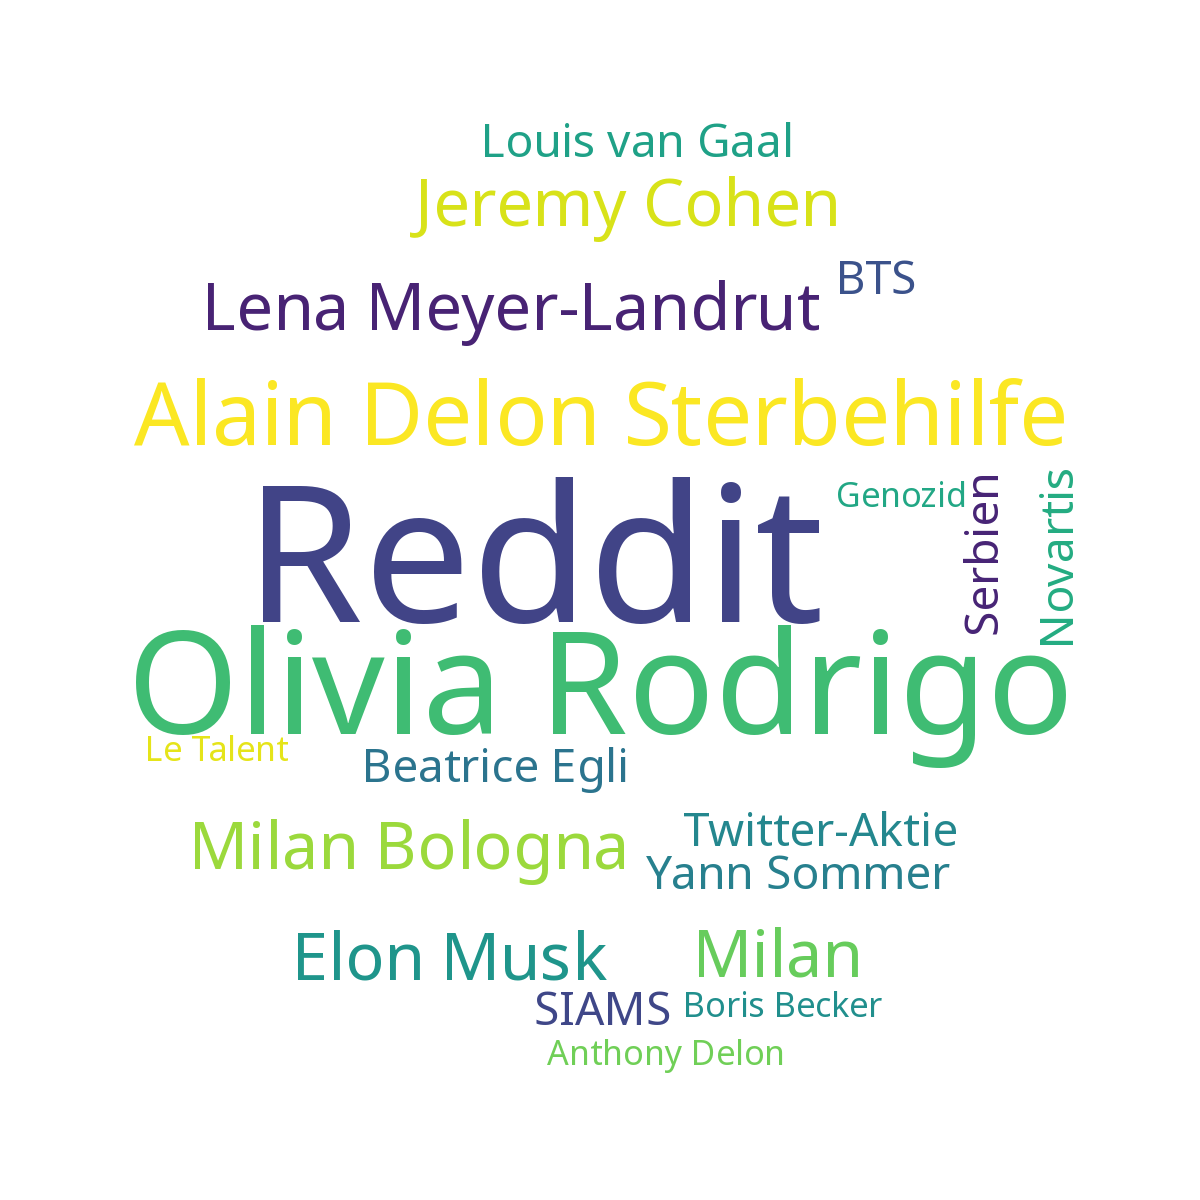 Louis van Gaal
Jeremy Cohen
BTS
Lena Meyer-Landrut
Alain Delon Sterbehilfe
Reddit
Genozid
Serbien
Novartis
Olivia Rodrigo
Le Talent
Beatrice Egli
Milan Bologna
Twitter-Aktie
Yann Sommer
Elon Musk
Milan
SIAMS
Boris Becker
Anthony Delon